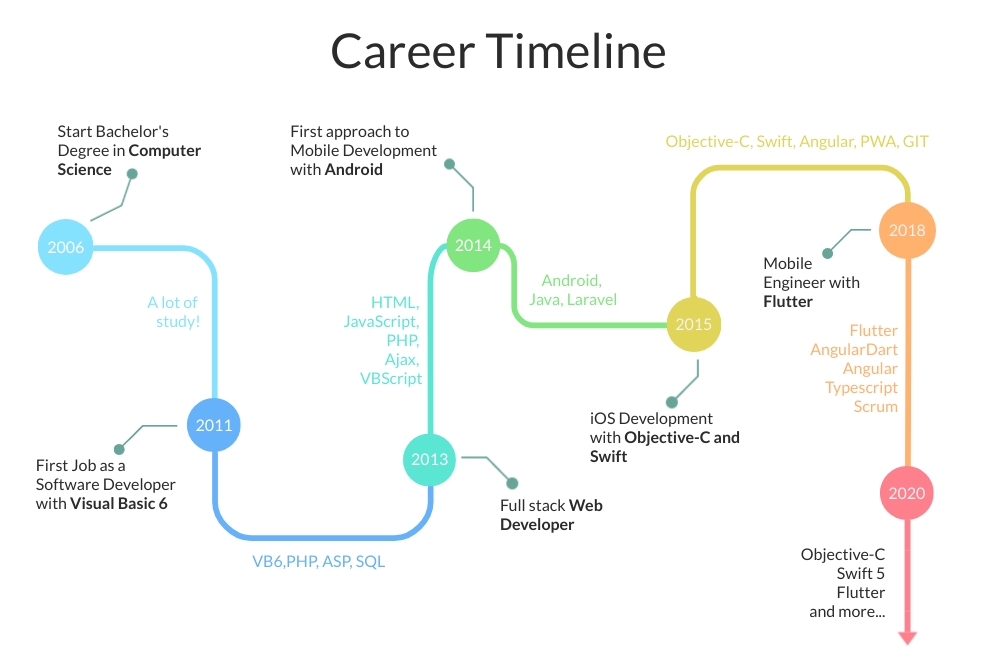 Career Timeline
Start Bachelor's
Degree in Computer
Science
2006
A lot of
study!
2011
First Job as a
Software Developer
with Visual Basic 6
VB6,PHP, ASP, SQL
2013
Full stack Web
Developer
HTML,
JavaScript,
PHP,
Ajax,
VBScript
2014
First approach to
Mobile Development
with Android
Android,
Java, Laravel
2015
iOS Development
with Objective-C and
Swift
Objective-C, Swift, Angular, PWA, GIT
2018
Mobile
Engineer with
Flutter
Flutter
AngularDart
Angular
Typescript
Scrum
2020
Objective-C
Swift 5
Flutter
and more...